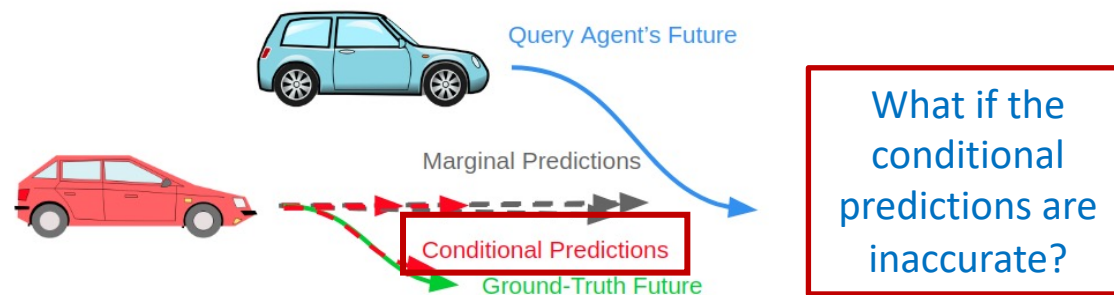 Query Agent's Future
Marginal Predictions
Conditional Predictions
Ground-Truth Future
What if the
conditional
predictions are
inaccurate?